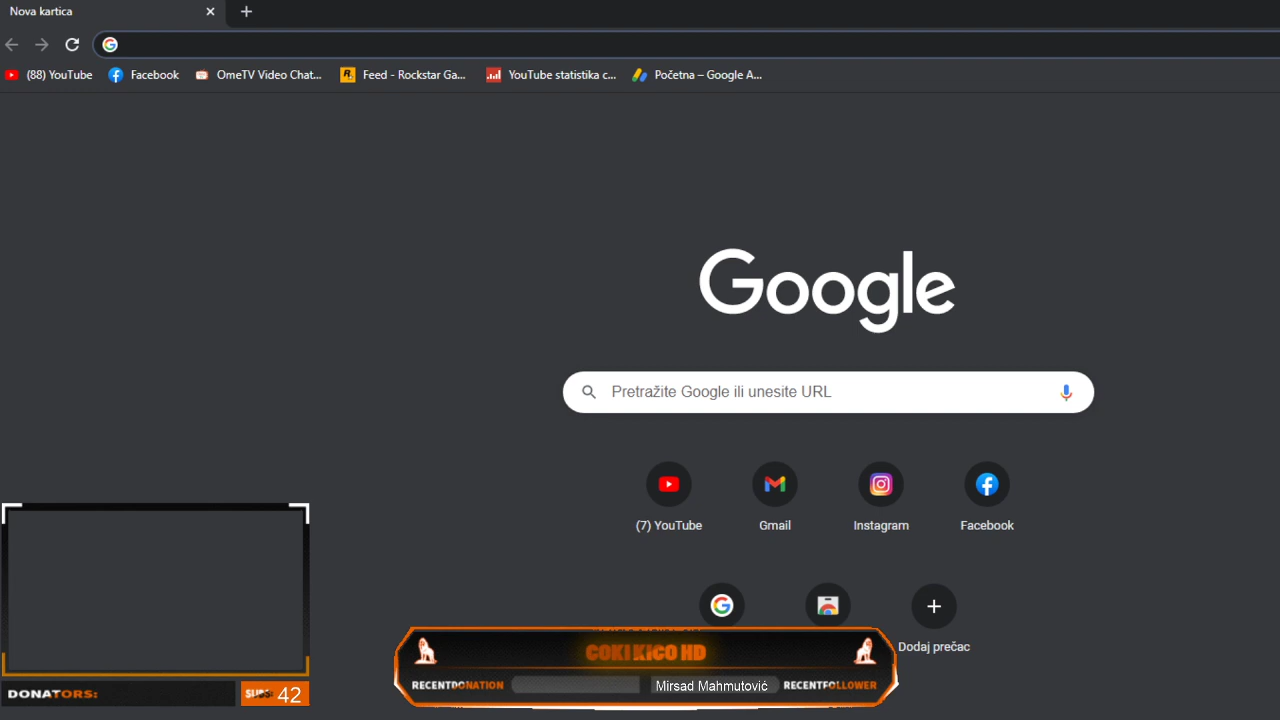 Nova kartica
(88) YouTube
Facebook
OmeTV Video Chat...
Feed - Rockstar Ga...
YouTube statistika c...
Početna – Google A...
Google
Pretražite Google ili unesite URL
(7) YouTube
Gmail
Instagram
Facebook
Dodaj prečac
COKI KICO HD
RECENTDONATION
Mirsad Mahmutović
RECENTFOLLOWER
DONATORS:
SUBS: 42